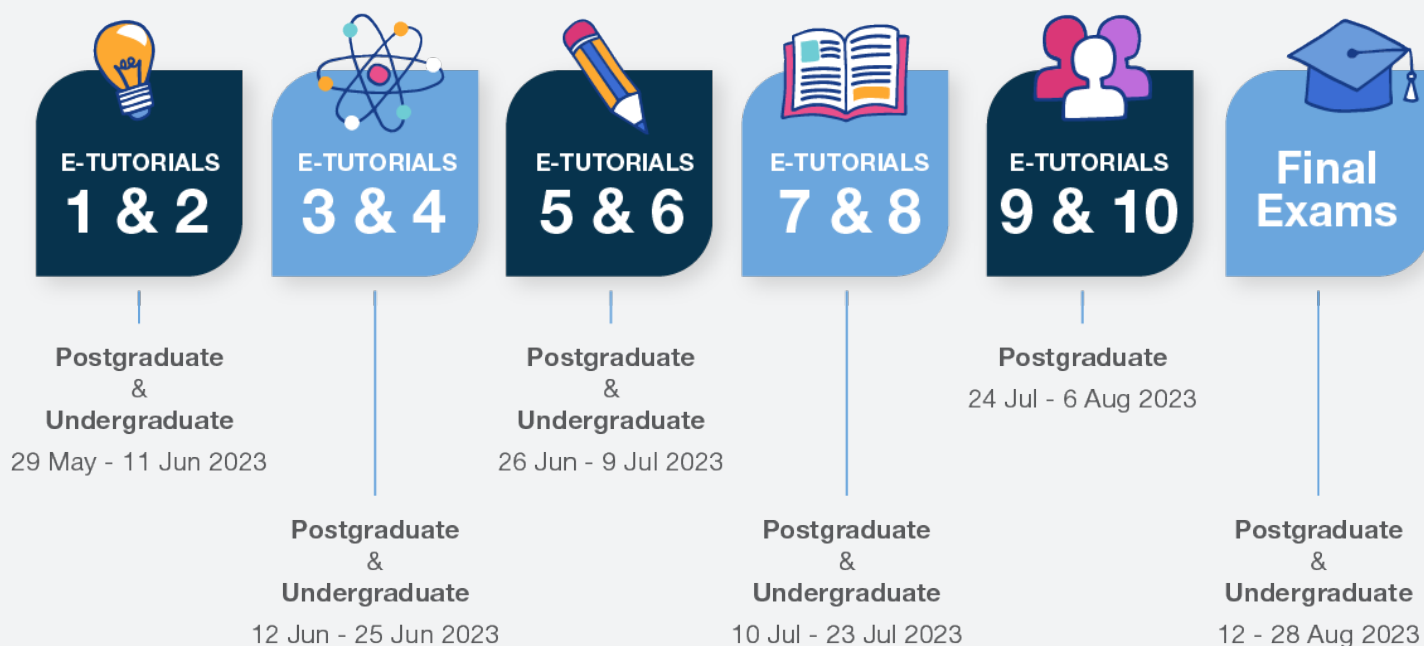 E-TUTORIALS
1 & 2
Postgraduate
&
Undergraduate
29 May - 11 Jun 2023
E-TUTORIALS
3 & 4
Postgraduate
&
Undergraduate
12 Jun - 25 Jun 2023
E-TUTORIALS
5 & 6
Postgraduate
&
Undergraduate
26 Jun - 9 Jul 2023
E-TUTORIALS
7 & 8
Postgraduate
&
Undergraduate
10 Jul - 23 Jul 2023
E-TUTORIALS
9 & 10
Postgraduate
24 Jul - 6 Aug 2023
Final
Exams
Postgraduate
&
Undergraduate
12 - 28 Aug 2023